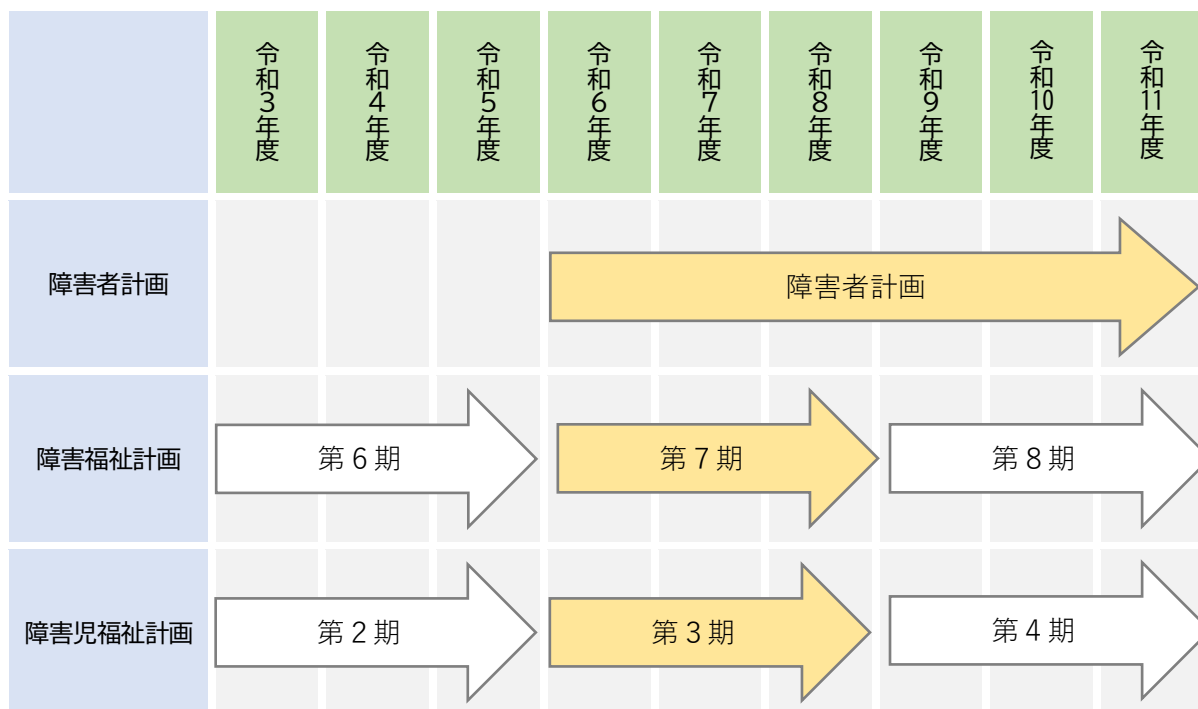 令和3年度
令和4年度
令和5年度
令和6年度
令和7年度
令和8年度
令和9年度
令和10年度
令和11年度
障害者計画
障害者計画
障害福祉計画
第6期
第7期
第8期
障害児福祉計画
第2期
第3期
第4期